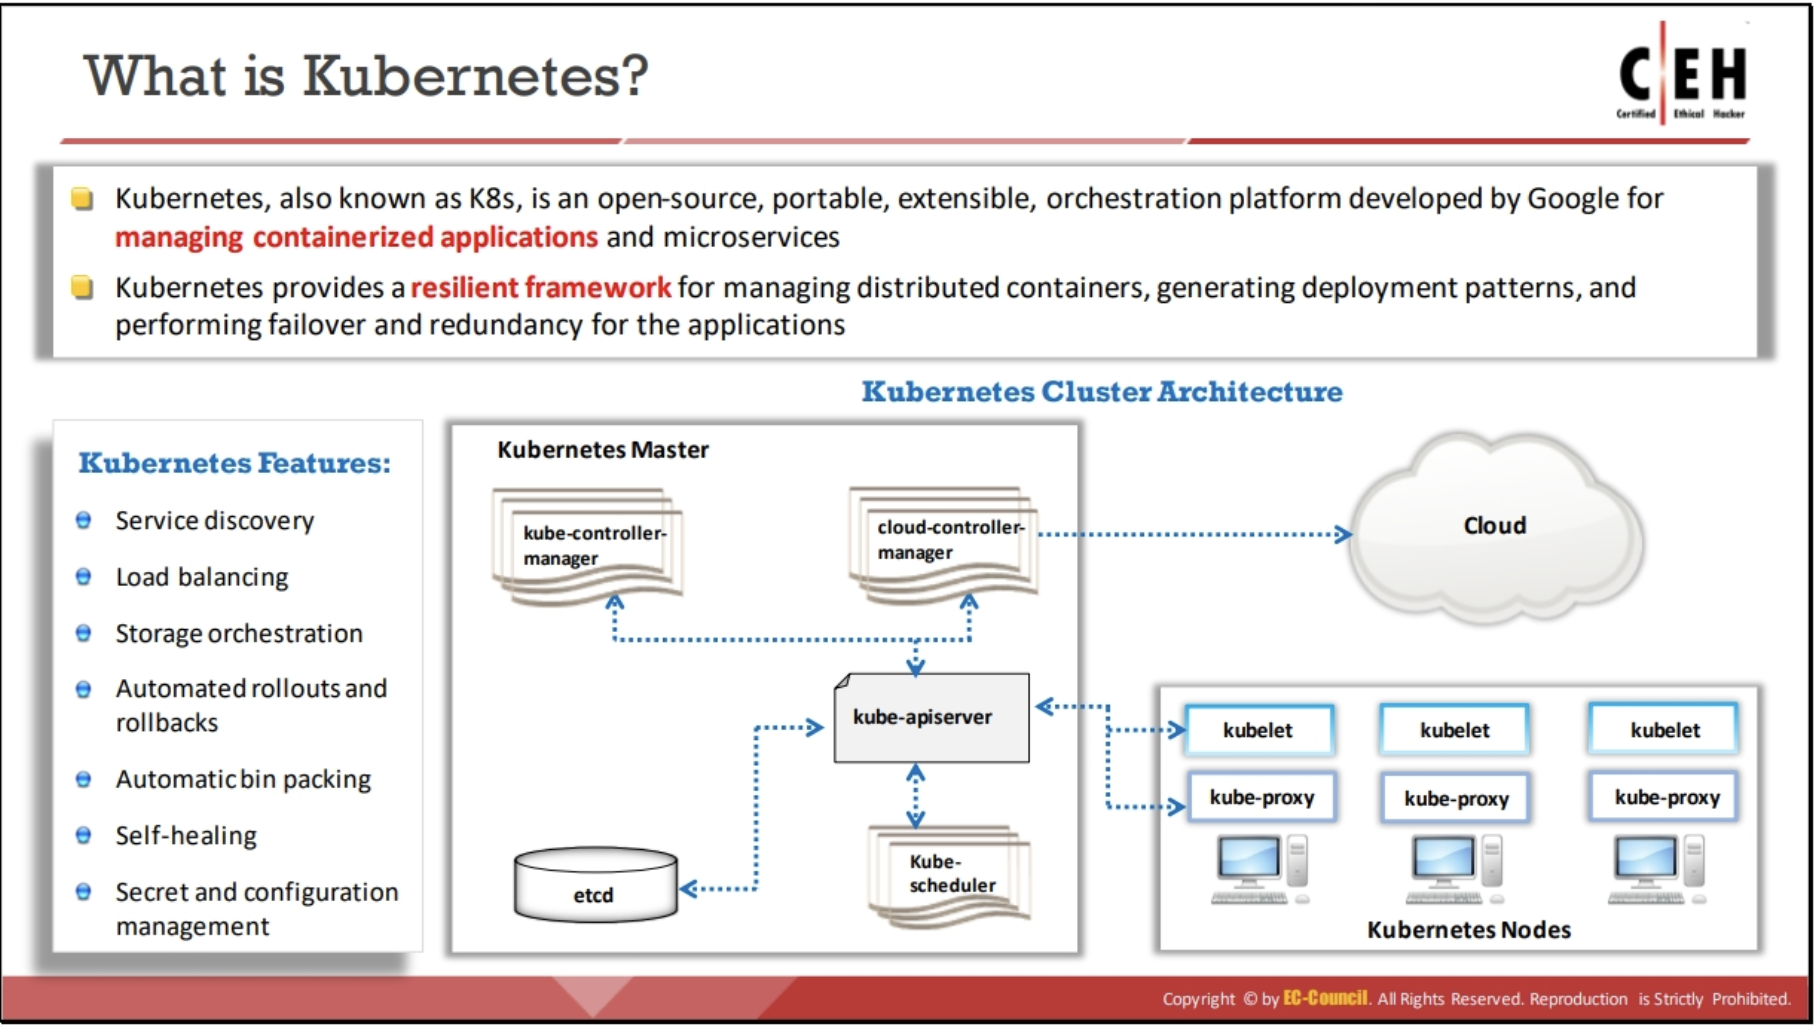 What is Kubernetes?
C EH
Certified Ethical Hacker
Kubernetes, also known as K8s, is an open-source, portable, extensible, orchestration platform developed by Google for
managing containerized applications and microservices
Kubernetes provides a resilient framework for managing distributed containers, generating deployment patterns, and
performing failover and redundancy for the applications
Kubernetes Cluster Architecture
Kubernetes Features:
Service discovery
Load balancing
Storage orchestration
Automated rollouts and
rollbacks
Automatic bin packing
Self-healing
Secret and configuration
management
Kubernetes Master
kube-controller-
manager
cloud-controller-
manager
Cloud
kube-apiserver
etcd
Kube-
scheduler
kubelet
kubelet
kubelet
kube-proxy
kube-proxy
kube-proxy
Kubernetes Nodes
Copyright © by EC-Council. All Rights Reserved. Reproduction is Strictly Prohibited.